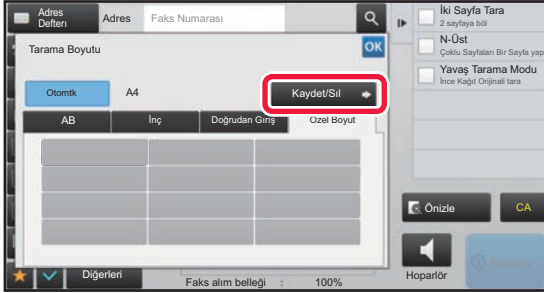 Adres
Defterı
Adres
Faks Numarası
Tarama Boyutu
OK
Otomtk
A4
Kaydet/Sıl
AB
İnç
Doğrudan Giriş
Özel Boyut
Diğerleri
Faks alım belleği : 100%
İki Sayfa Tara
2 sayfaya böl
N-Üst
Çoklu Sayfaları Bir Sayfa yap
Yavaş Tarama Modu
İnce Kağıt Orijinali tara
Önizle
CA
Hoparlör